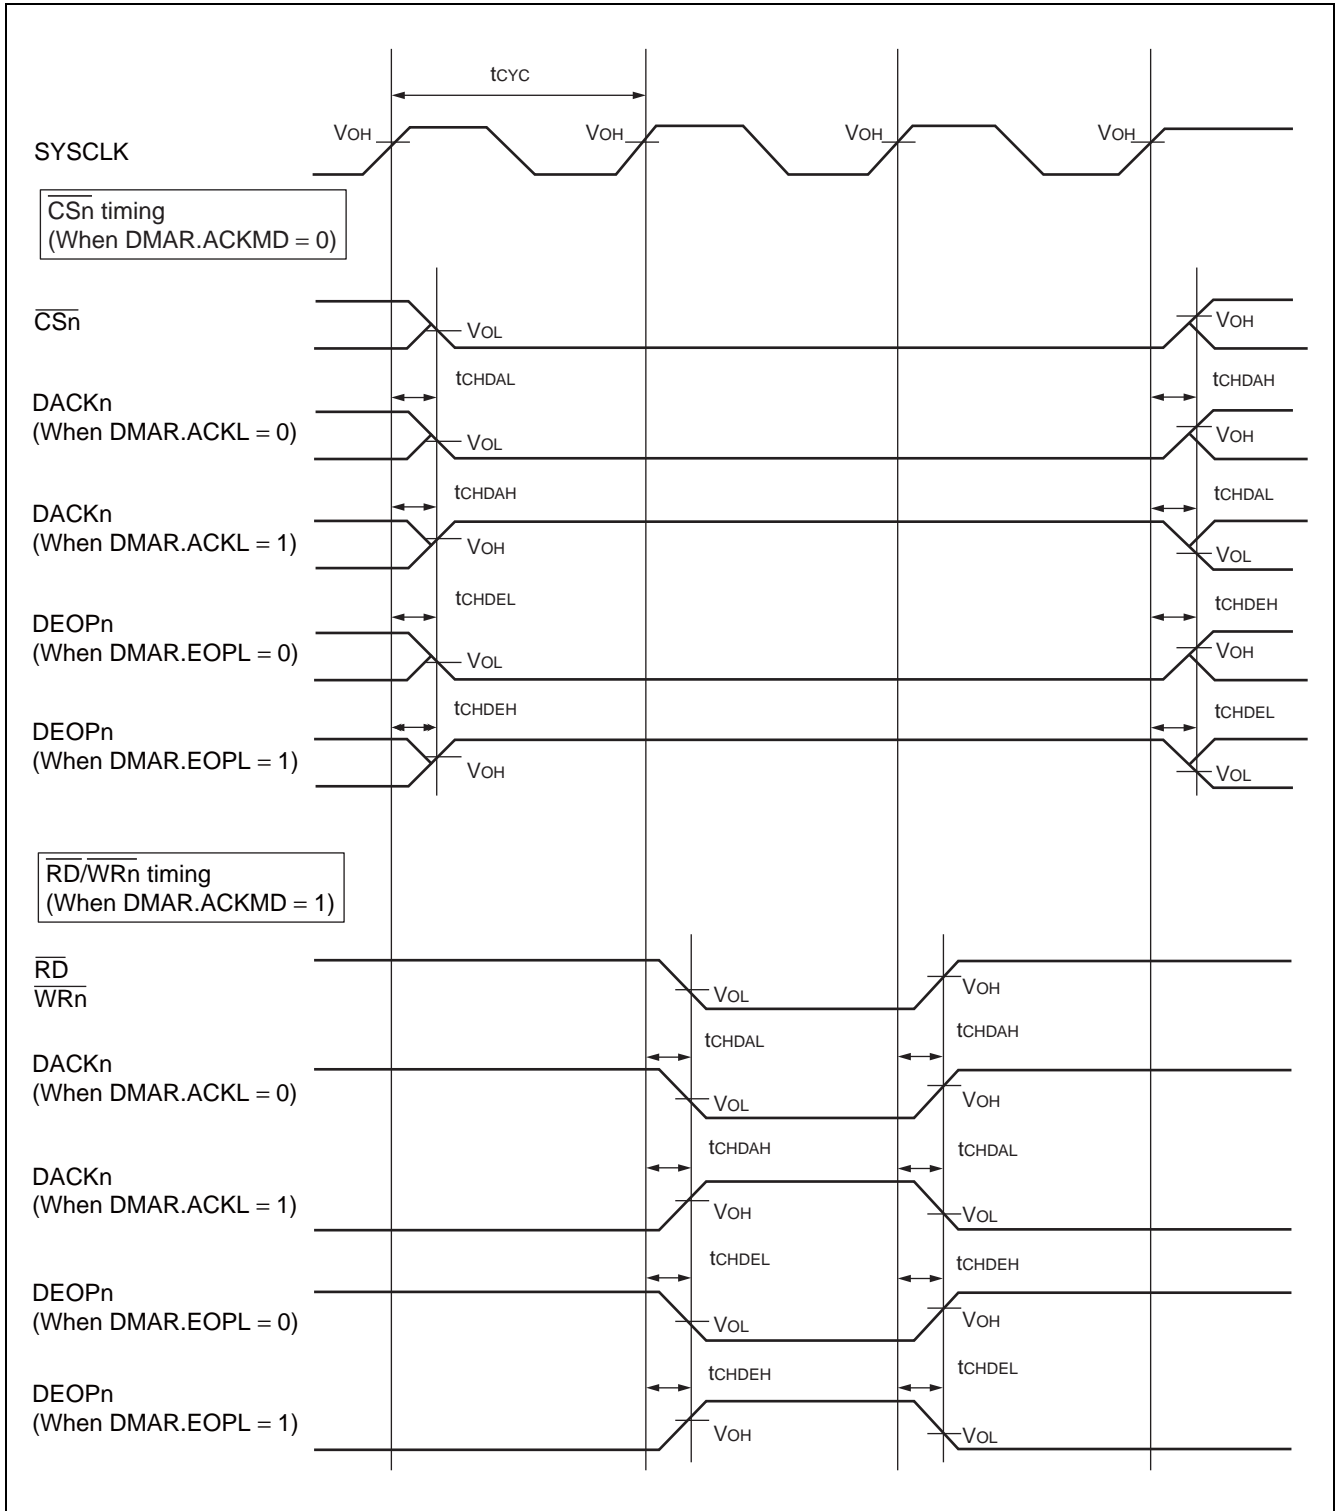 tCYC
VOH VOH VOH VOH
SYSCLK
CSn timing
(When DMAR.ACKMD = 0)
CSn
VOL VOH
tCHDAL tCHDAH
DACKn
(When DMAR.ACKL = 0)
VOL VOH
tCHDAH tCHDAL
DACKn
(When DMAR.ACKL = 1)
VOH VOL
tCHDEL tCHDEH
DEOPn
(When DMAR.EOPL = 0)
VOL VOH
tCHDEH tCHDEL
DEOPn
(When DMAR.EOPL = 1)
VOH VOL
RD/WRn timing
(When DMAR.ACKMD = 1)
RD
WRn
VOL VOH
tCHDAL tCHDAH
DACKn
(When DMAR.ACKL = 0)
VOL VOH
tCHDAH tCHDAL
DACKn
(When DMAR.ACKL = 1)
VOH VOL
tCHDEL tCHDEH
DEOPn
(When DMAR.EOPL = 0)
VOL VOH
tCHDEH tCHDEL
DEOPn
(When DMAR.EOPL = 1)
VOH VOL